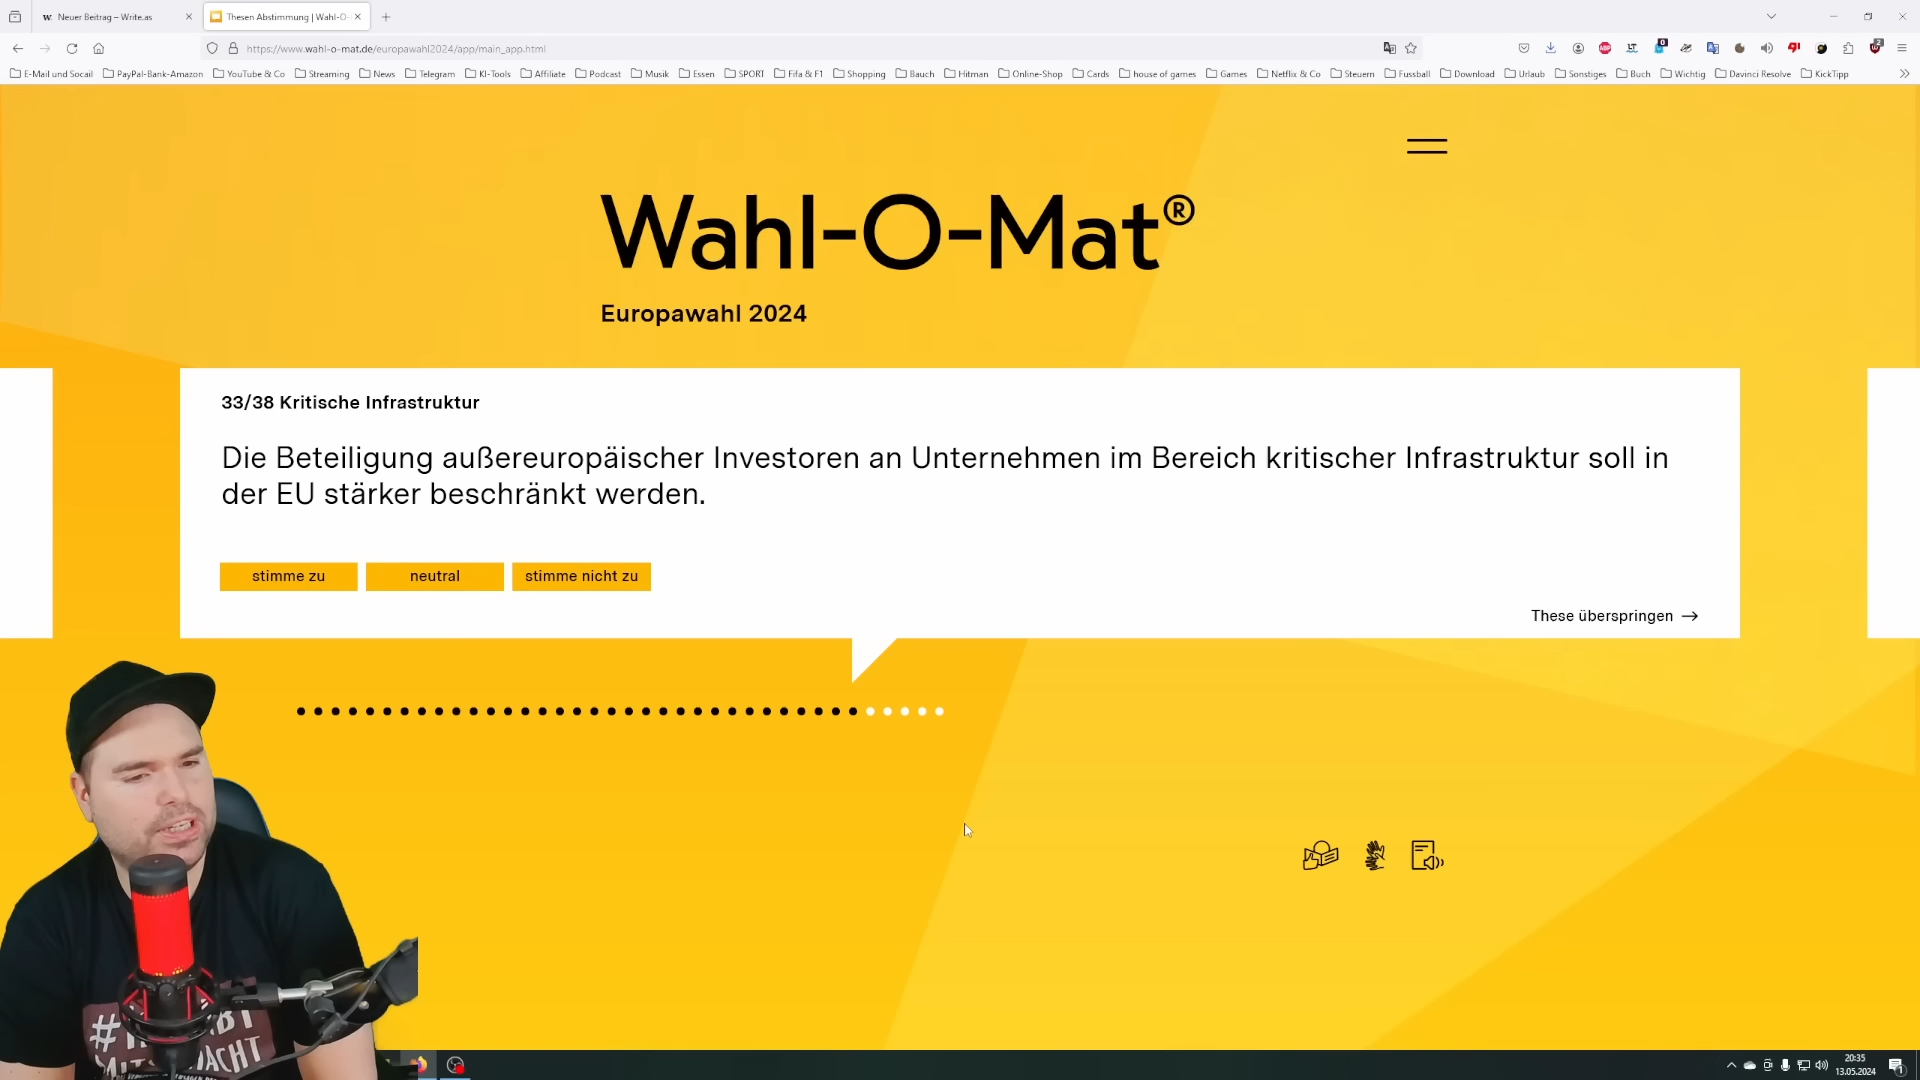 Neuer Beitrag — Write.as
Thesen Abstimmung | Wahl-O-
https://www.wahl-o-mat.de/europawahl2024/app/main_app.html
E-Mail und Socail
PayPal-Bank-Amazon
YouTube & Co
Streaming
News
Telegram
KI-Tools
Affiliate
Podcast
Musik
Essen
SPORT
Fifa & F1
Shopping
Bauch
Hitman
Online-Shop
Cards
house of games
Games
Netflix & Co
Steuern
Fussball
Download
Urlaub
Sonstiges
Buch
Wichtig
Davinci Resolve
KickTipp
Wahl-O-Mat®
Europawahl 2024
33/38 Kritische Infrastruktur
Die Beteiligung außereuropäischer Investoren an Unternehmen im Bereich kritischer Infrastruktur soll in
der EU stärker beschränkt werden.
stimme zu
neutral
stimme nicht zu
These überspringen
20:35
13.05.2024